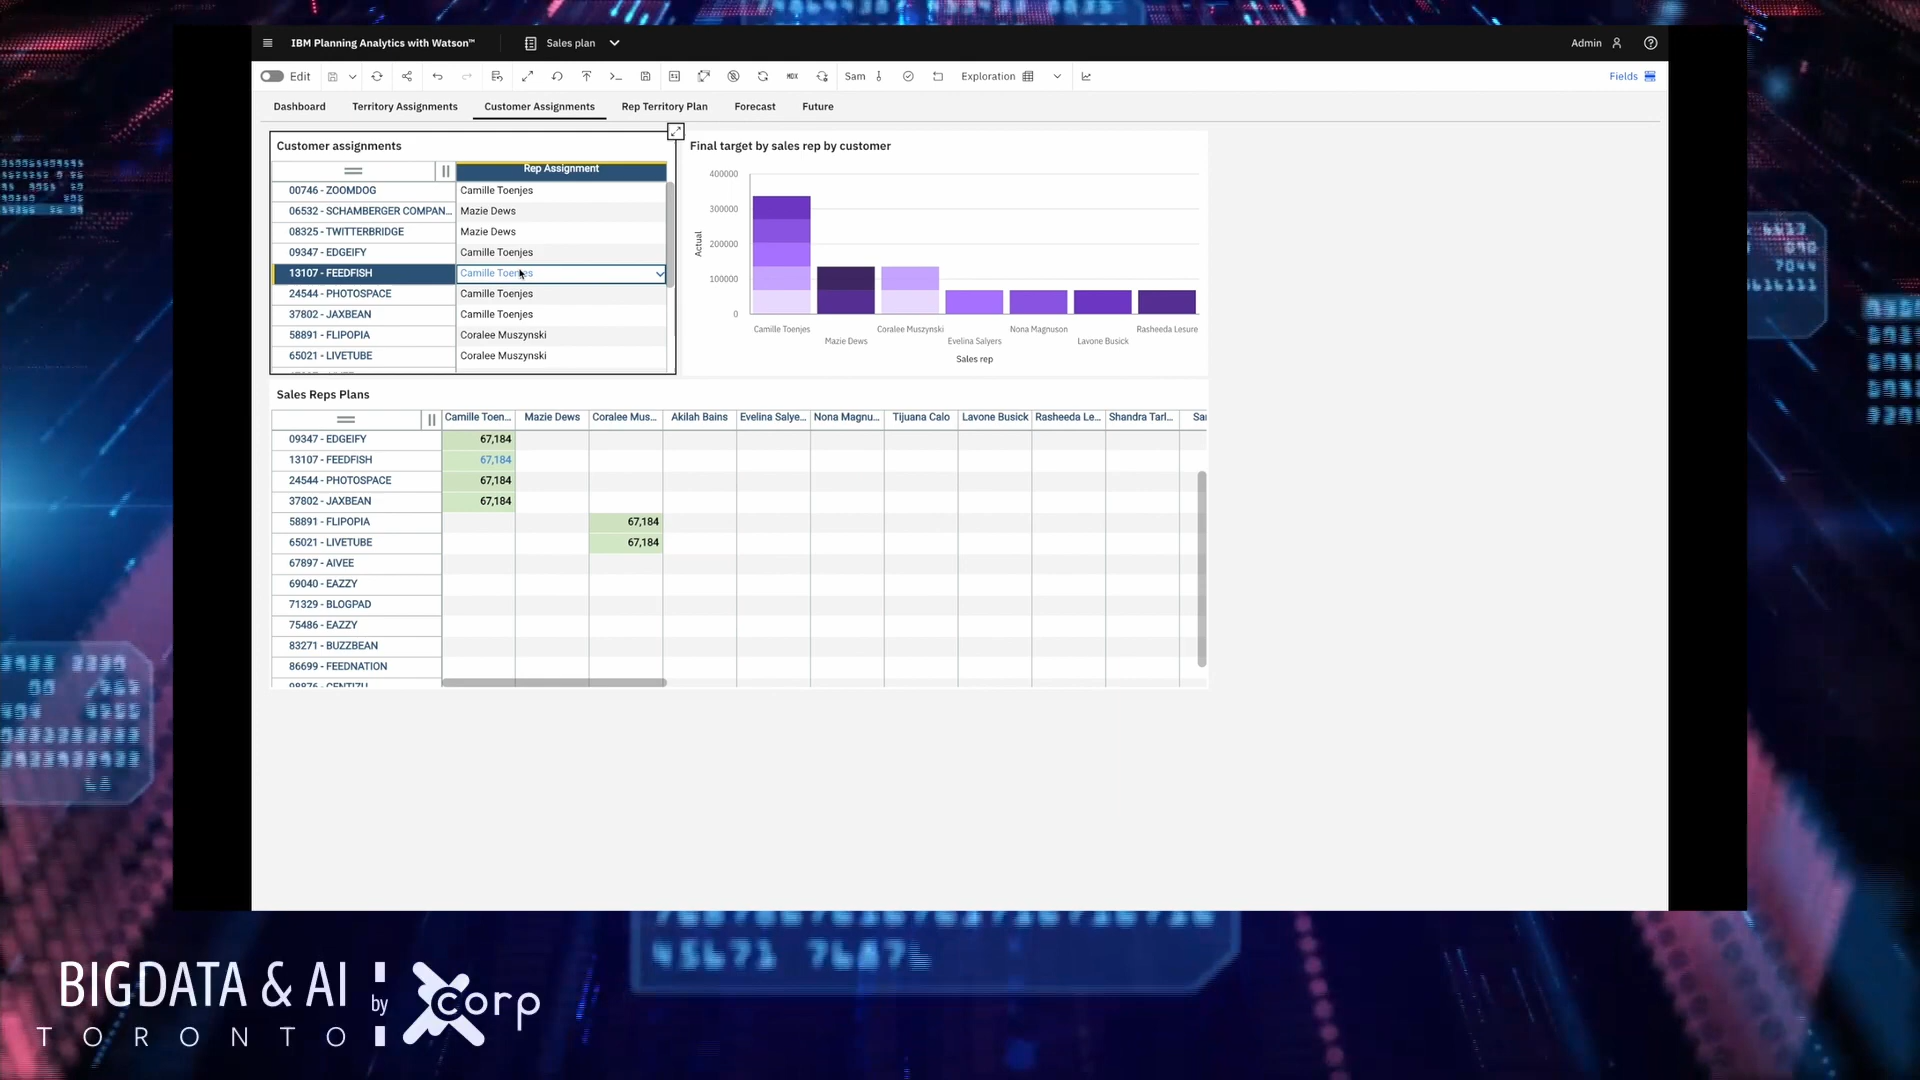 IBM Planning Analytics with Watson™
Sales plan
Admin
Edit
MDX
Sam
Exploration
Fields
Dashboard
Territory Assignments
Customer Assignments
Rep Territory Plan
Forecast
Future
Customer assignments
Rep Assignment
00746 - ZOOMDOG Camille Toenjes
06532 - SCHAMBERGER COMPAN... Mazie Dews
08325 - TWITTERBRIDGE Mazie Dews
09347 - EDGEIFY Camille Toenjes
13107 - FEEDFISH Camille Toenjes
24544 - PHOTOSPACE Camille Toenjes
37802 - JAXBEAN Camille Toenjes
58891 - FLIPOPIA Coralee Muszynski
65021 - LIVETUBE Coralee Muszynski
Final target by sales rep by customer
400000
300000
200000
100000
0
Actual
Camille Toenjes
Mazie Dews
Coralee Muszynski
Evelina Salyers
Nona Magnuson
Lavone Busick
Rasheeda Lesure
Sales rep
Sales Reps Plans
Camille Toen... Mazie Dews Coralee Mus... Akilah Bains Evelina Salye... Nona Magnu... Tijuana Calo Lavone Busick Rasheeda Le... Shandra Tarl... Sa
09347 - EDGEIFY 67,184
13107 - FEEDFISH 67,184
24544 - PHOTOSPACE 67,184
37802 - JAXBEAN 67,184
58891 - FLIPOPIA 67,184
65021 - LIVETUBE 67,184
67897 - AIVEE
69040 - EAZZY
71329 - BLOGPAD
75486 - EAZZY
83271 - BUZZBEAN
86699 - FEEDNATION
98876 - CENTIZU
BIGDATA & AI
TORONTO
by
xcorp